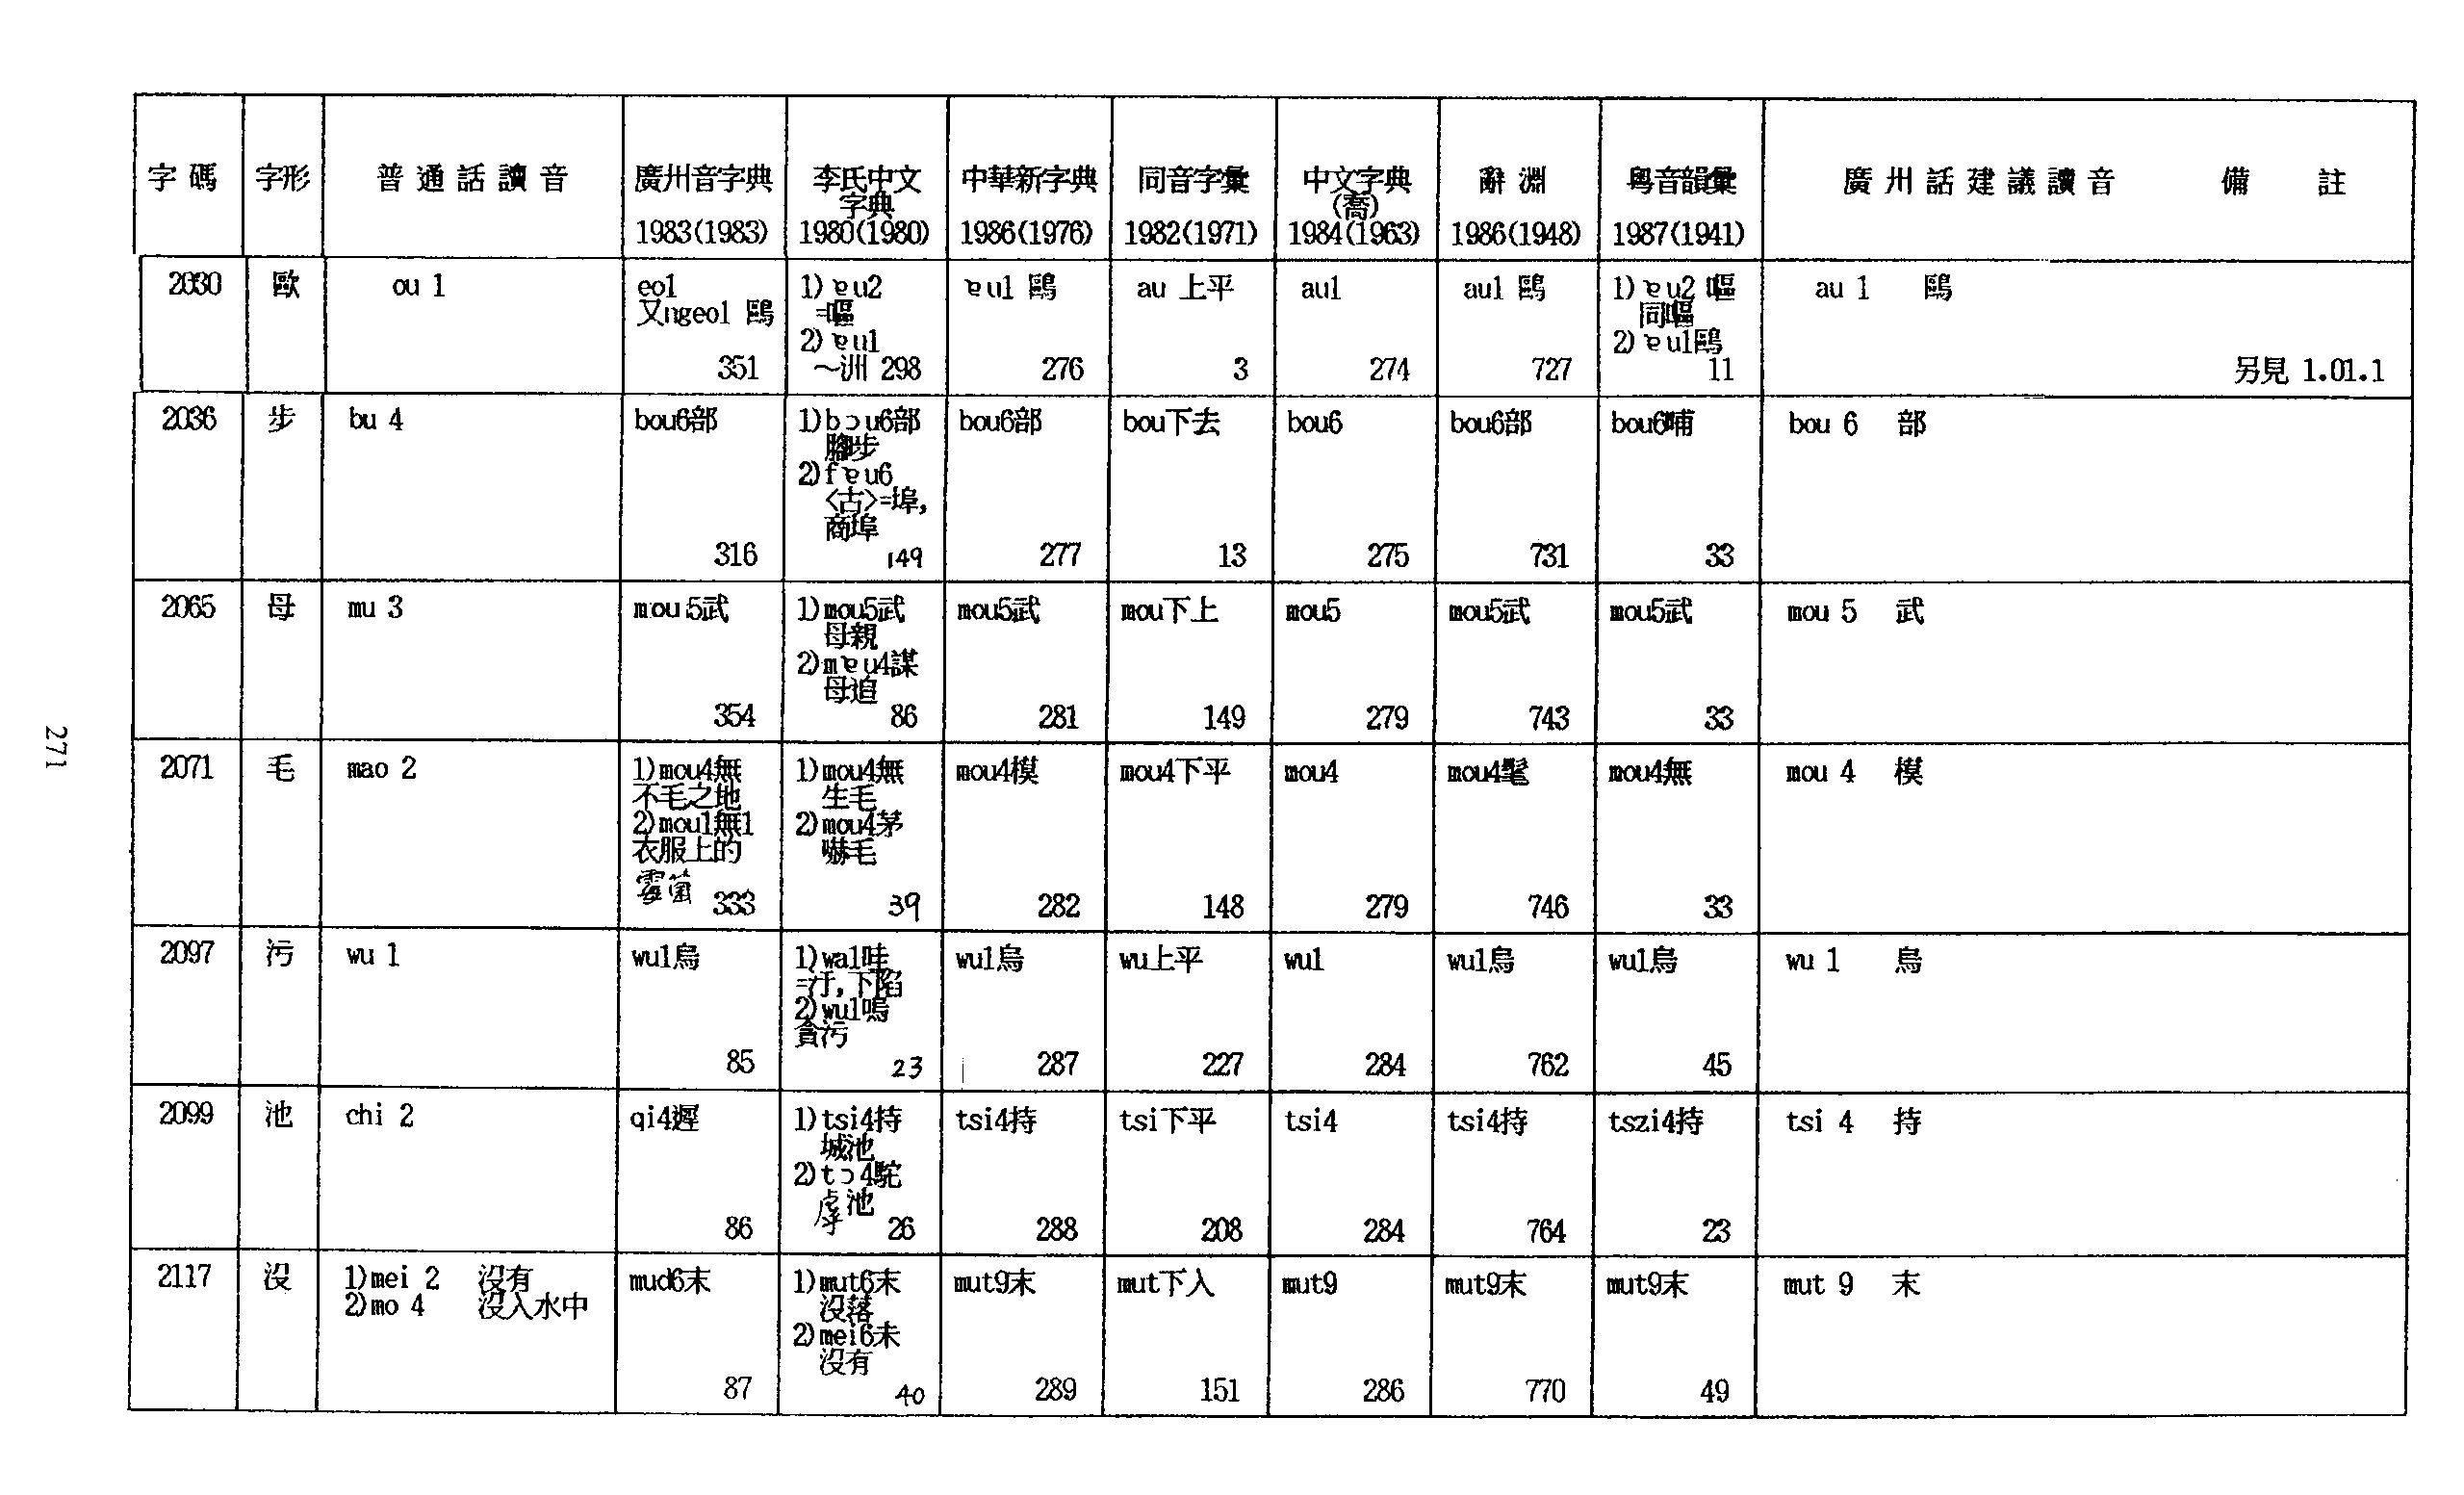 字碼 字形 普通話讀音 廣州音字典 李氏中文 中華新字典 同音字彙 中文字典 辭淵 粵音韻彙 廣州話建議讀音 備註
字典 (喬)
1983(1983) 1980(1980) 1986(1976) 1982(1971) 1984(1963) 1986(1948) 1987(1941)
2030 歐 ou 1
eo1
又ngeo1 鷗
351
1)ɐu2
=嘔
2)ɐu1
～洲 298
ɐu1 鷗
276
au 上平
3
au1
274
au1 鷗
727
1)ɐu2 嘔
同嘔
2)ɐu1鷗
11
au 1 鷗
另見 1.01.1
2036 步 bu 4
bou6部
316
1)bɔu6部
腳步
2)fɐu6
〈古〉=埠,
商埠
149
bou6部
277
bou下去
13
bou6
275
bou6部
731
bou6哺
33
bou 6 部
2065 母 mu 3
mou5武
354
1)mou5武
母親
2)mɐu4謀
母追
86
mou5武
281
mou下上
149
mou5
279
mou5武
743
mou5武
33
mou 5 武
2071 毛 mao 2
1)mou4無
不毛之地
2)mou1無1
衣服上的
霉菌 333
1)mou4無
生毛
2)mou4茅
嚇毛
39
mou4模
282
mou4下平
148
mou4
279
mou4髦
746
mou4無
33
mou 4 模
2097 污 wu 1
wu1烏
85
1)wa1哇
=汙,下陷
2)wu1嗚
貪污
23
wu1烏
287
wu上平
227
wu1
284
wu1烏
762
wu1烏
45
wu 1 烏
2099 池 chi 2
qi4遲
86
1)tsi4持
城池
2)tɔ4駝
虖池
26
tsi4持
288
tsi下平
208
tsi4
284
tsi4持
764
tszi4持
23
tsi 4 持
2117 沒 1)mei 2 沒有
2)mo 4 沒入水中
mud6末
87
1)mut6末
沒落
2)mei6未
沒有
40
mut9末
289
mut下入
151
mut9
286
mut9末
770
mut9末
49
mut 9 末
271